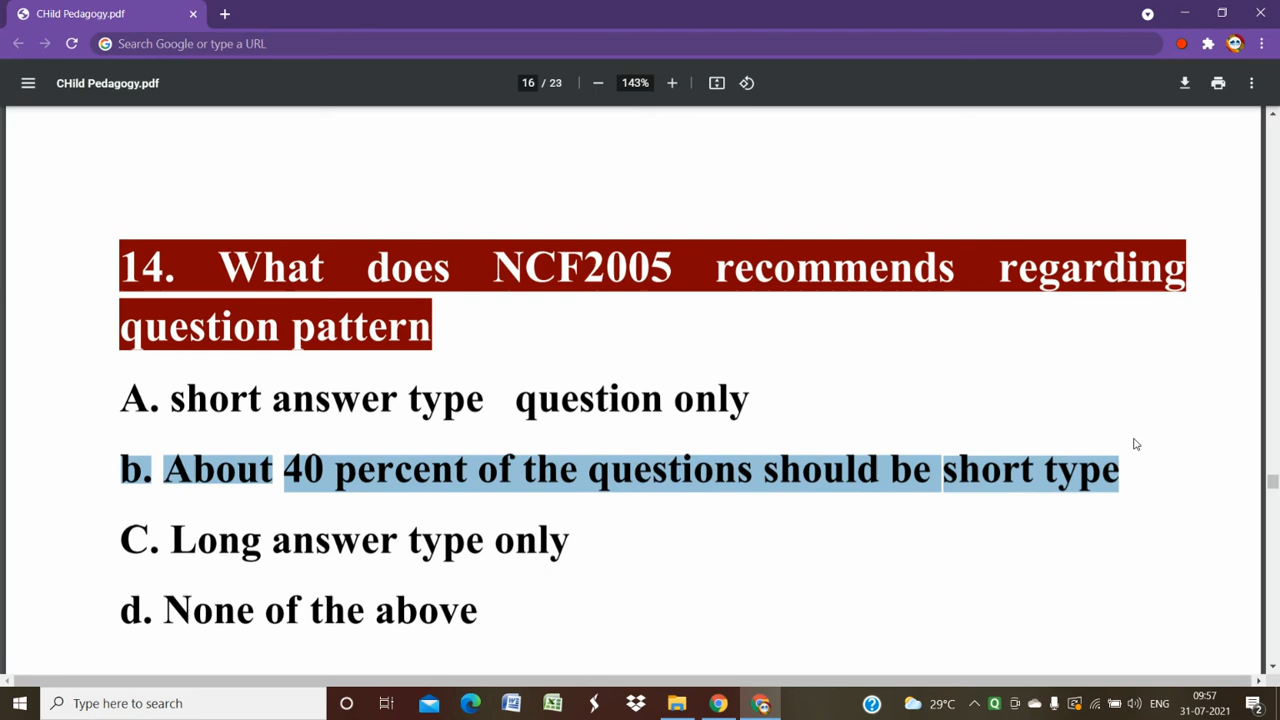 CHild Pedagogy.pdf
Search Google or type a URL
CHild Pedagogy.pdf
16 / 23
143%
14. What does NCF2005 recommends regarding
question pattern
A. short answer type question only
b. About 40 percent of the questions should be short type
C. Long answer type only
d. None of the above
Type here to search
29°C
ENG
09:57
31-07-2021
2